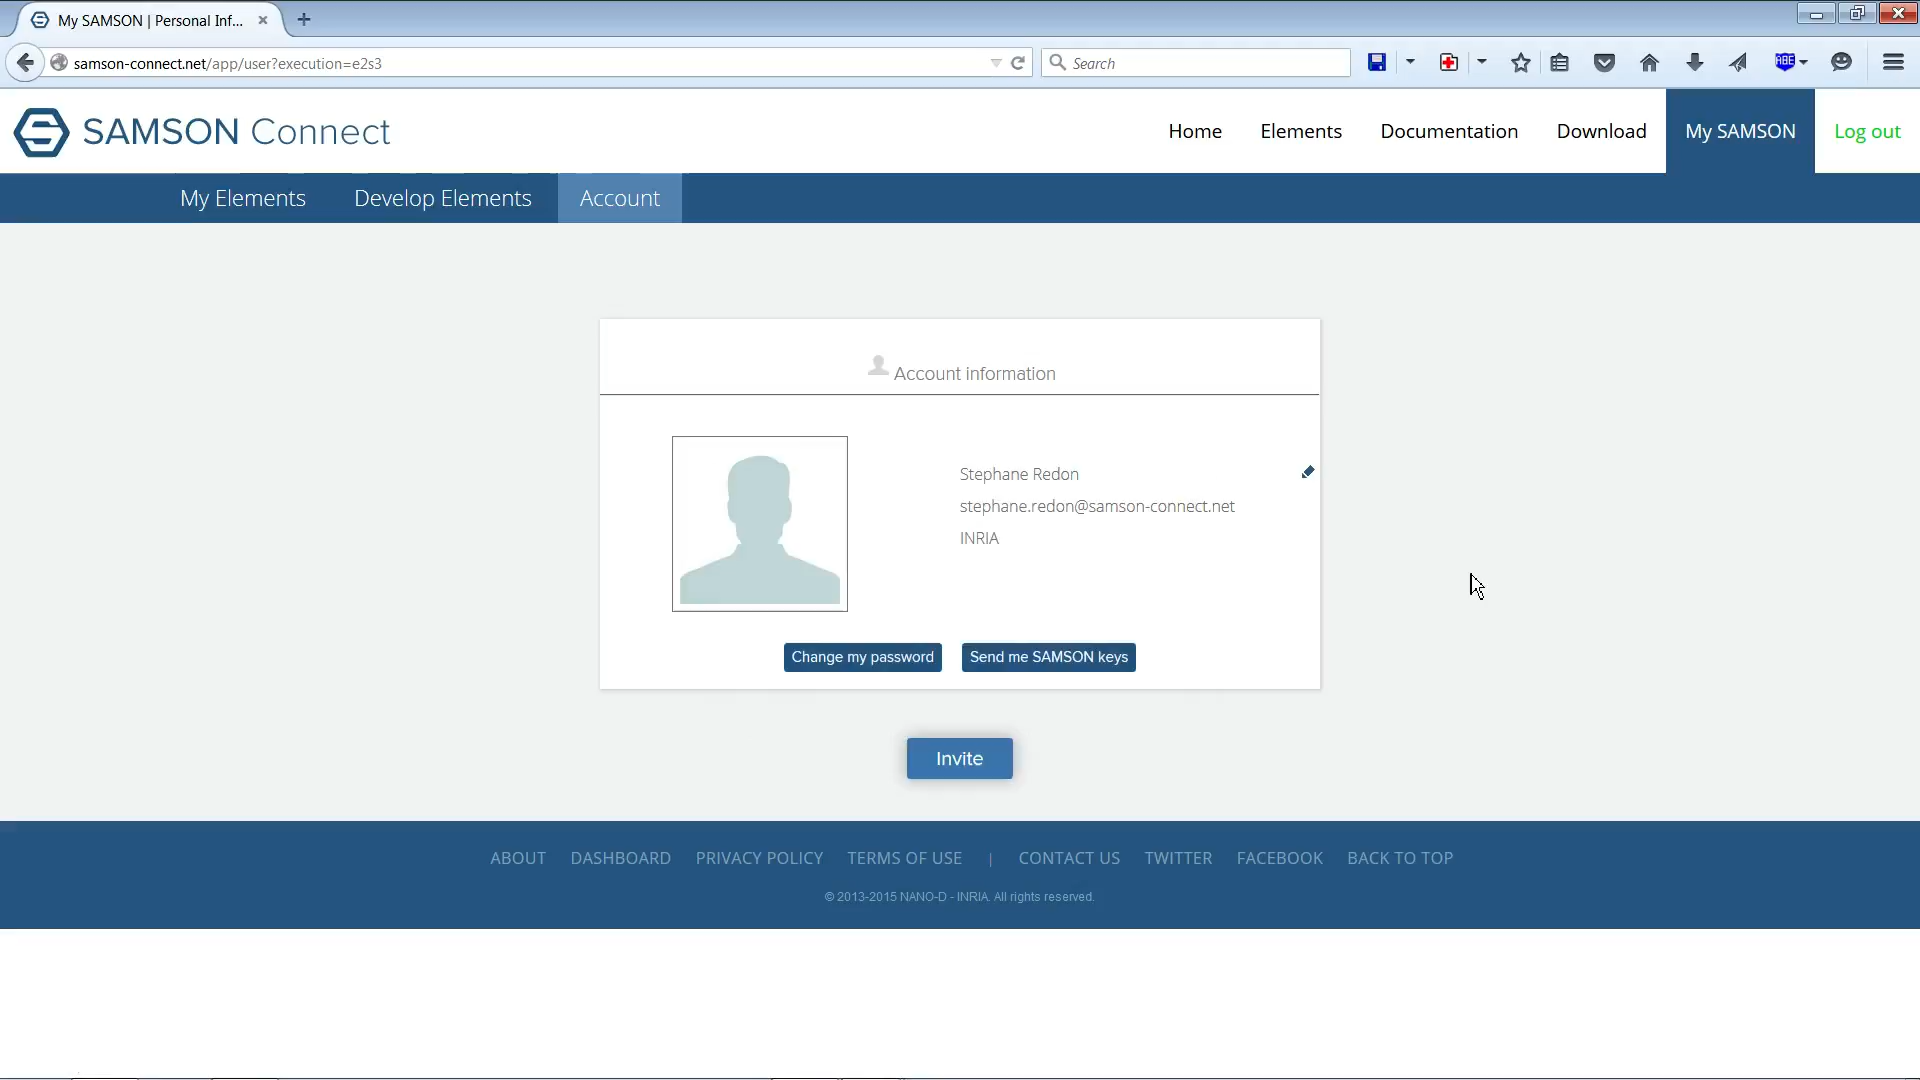 My SAMSON | Personal Inf...
samson-connect.net/app/user?execution=e2s3
Search
ABE
SAMSON Connect
Home
Elements
Documentation
Download
My SAMSON
Log out
My Elements
Develop Elements
Account
Account information
Stephane Redon
stephane.redon@samson-connect.net
INRIA
Change my password
Send me SAMSON keys
Invite
ABOUT DASHBOARD PRIVACY POLICY TERMS OF USE | CONTACT US TWITTER FACEBOOK BACK TO TOP
© 2013-2015 NANO-D - INRIA. All rights reserved.